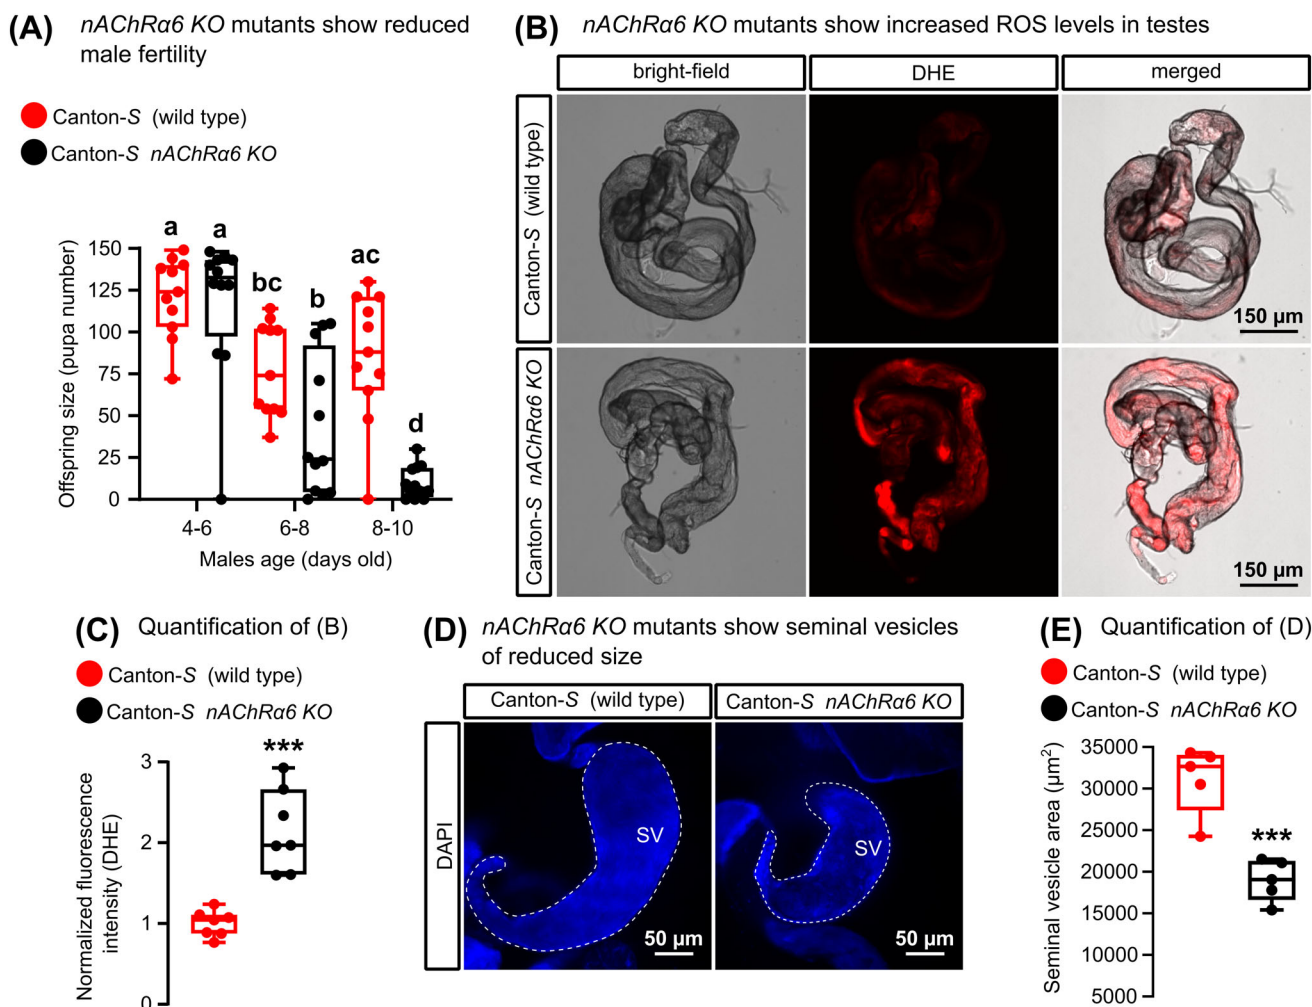 (A) nAChRα6 KO mutants show reduced
male fertility
Canton-S (wild type)
Canton-S nAChRα6 KO
a a bc b ac d
Offspring size (pupa number)
150
125
100
75
50
25
0
4-6 6-8 8-10
Males age (days old)
(B) nAChRα6 KO mutants show increased ROS levels in testes
bright-field DHE merged
Canton-S (wild type)
150 µm
Canton-S nAChRα6 KO
150 µm
(C) Quantification of (B)
Canton-S (wild type)
Canton-S nAChRα6 KO
***
Normalized fluorescence
intensity (DHE)
3
2
1
0
(D) nAChRα6 KO mutants show seminal vesicles
of reduced size
Canton-S (wild type) Canton-S nAChRα6 KO
DAPI
SV SV
50 µm 50 µm
(E) Quantification of (D)
Canton-S (wild type)
Canton-S nAChRα6 KO
***
Seminal vesicle area (µm²)
35000
30000
25000
20000
15000
10000
5000